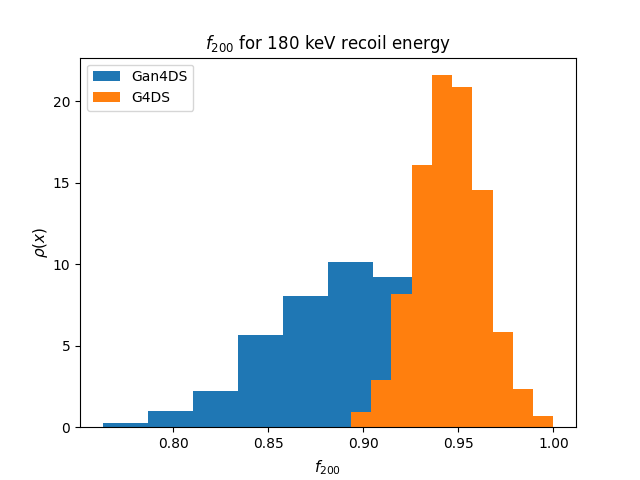 f₂₀₀ for 180 keV recoil energy
Gan4DS
G4DS
20
15
10
5
0
ρ(x)
0.80 0.85 0.90 0.95 1.00
f₂₀₀